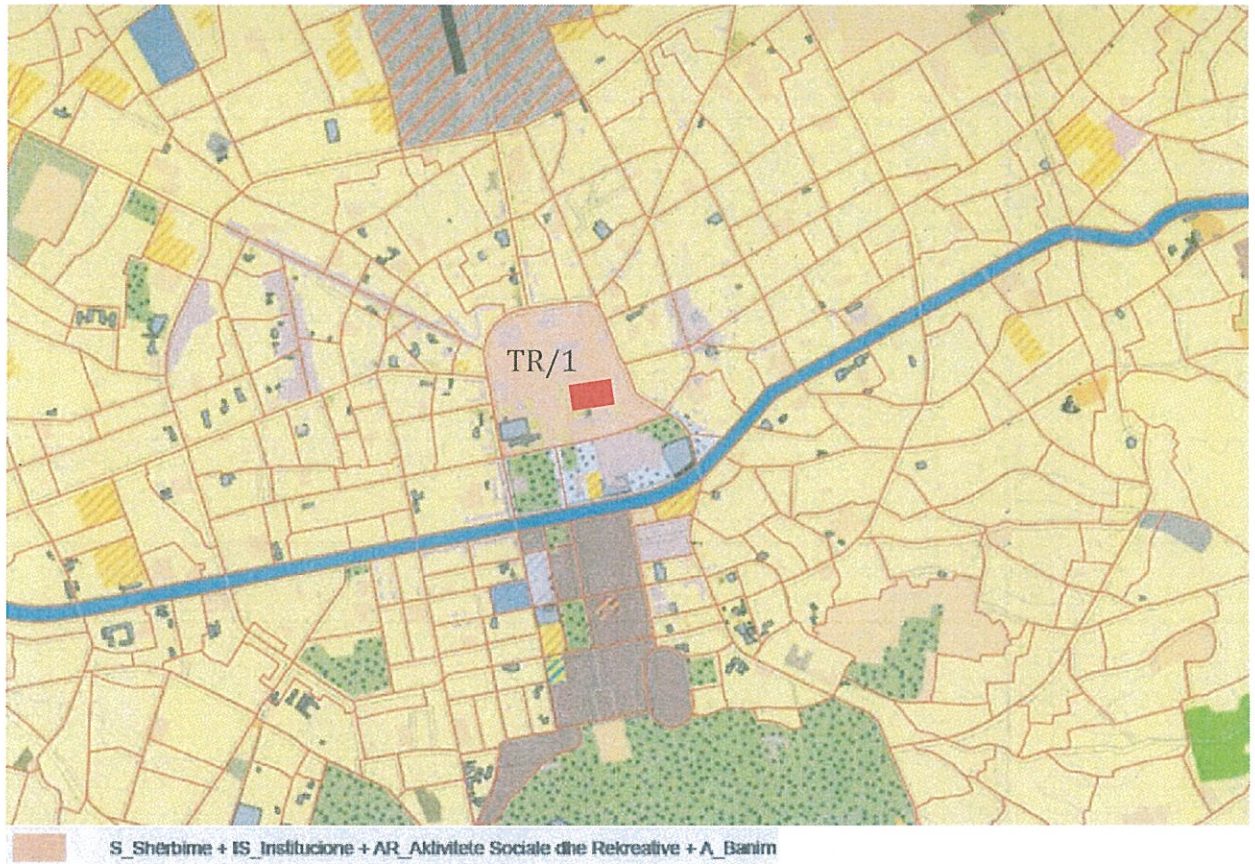 TR/1
S_Shërbime + IS_Institucione + AR_Aktivitete Sociale dhe Rekreative + A_Banim